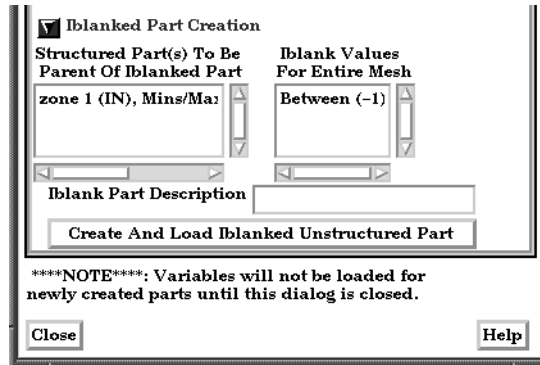 Iblanked Part Creation
Structured Part(s) To Be
Parent Of Iblanked Part
Iblank Values
For Entire Mesh
zone 1 (IN), Mins/Max
Between (-1)
Iblank Part Description
Create And Load Iblanked Unstructured Part
****NOTE****: Variables will not be loaded for
newly created parts until this dialog is closed.
Close
Help